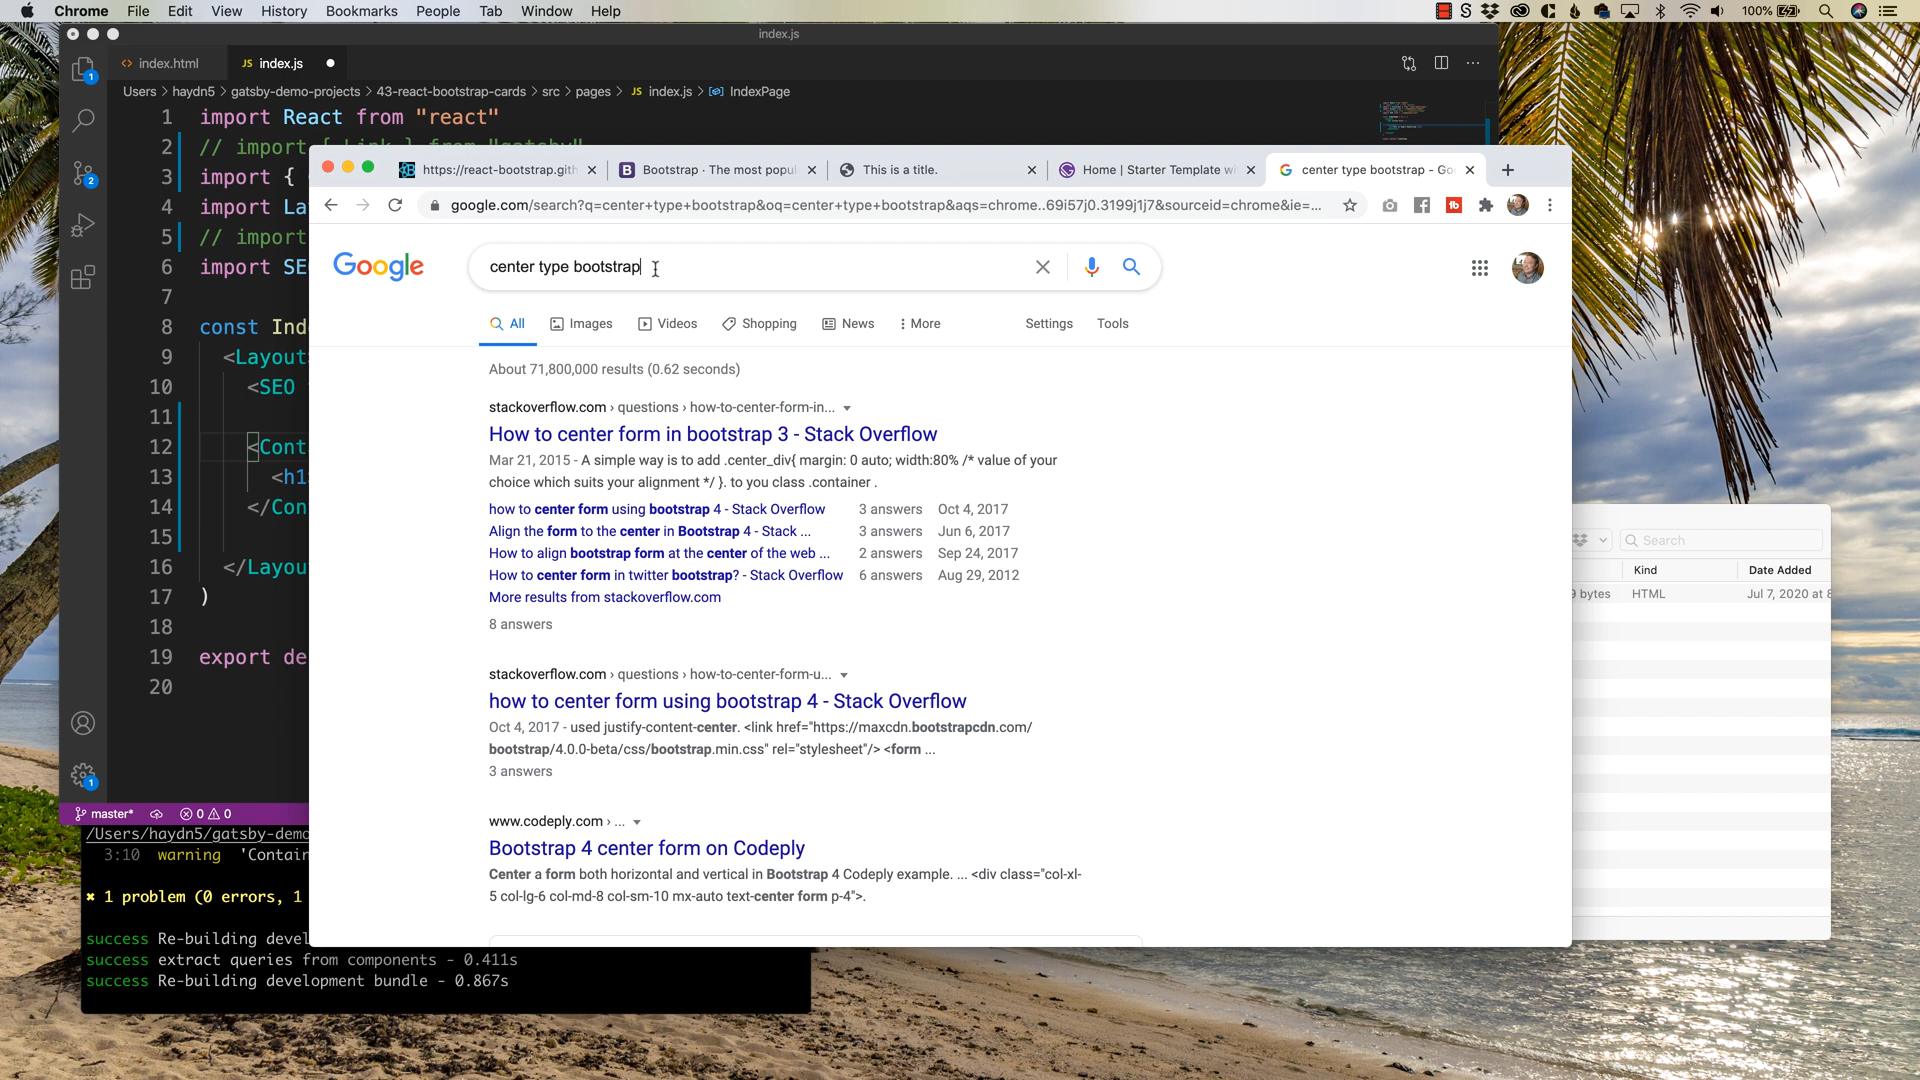 Chrome File Edit View History Bookmarks People Tab Window Help
100%
index.js
index.html
JS index.js
Users > haydn5 > gatsby-demo-projects > 43-react-bootstrap-cards > src > pages > JS index.js > IndexPage
1 import React from "react"
2 // import { Link } from "gatsby"
3 import {
4 import La
5 // import
6 import SE
7
8 const Ind
9 <Layout
10 <SEO
11
12 <Cont
13 <h1
14 </Con
15
16 </Layou
17 )
18
19 export de
20
1
2
1
master* 0 0
/Users/haydn5/gatsby-demo
3:10 warning 'Contain
✖ 1 problem (0 errors, 1
success Re-building devel
success extract queries from components - 0.411s
success Re-building development bundle - 0.867s
https://react-bootstrap.gith
Bootstrap · The most popul
This is a title.
Home | Starter Template wi
center type bootstrap - Go
google.com/search?q=center+type+bootstrap&oq=center+type+bootstrap&aqs=chrome..69i57j0.3199j1j7&sourceid=chrome&ie=...
Google
center type bootstrap
All Images Videos Shopping News More Settings Tools
About 71,800,000 results (0.62 seconds)
stackoverflow.com › questions › how-to-center-form-in...
How to center form in bootstrap 3 - Stack Overflow
Mar 21, 2015 - A simple way is to add .center_div{ margin: 0 auto; width:80% /* value of your
choice which suits your alignment */ }. to you class .container .
how to center form using bootstrap 4 - Stack Overflow 3 answers Oct 4, 2017
Align the form to the center in Bootstrap 4 - Stack ... 3 answers Jun 6, 2017
How to align bootstrap form at the center of the web ... 2 answers Sep 24, 2017
How to center form in twitter bootstrap? - Stack Overflow 6 answers Aug 29, 2012
More results from stackoverflow.com
8 answers
stackoverflow.com › questions › how-to-center-form-u...
how to center form using bootstrap 4 - Stack Overflow
Oct 4, 2017 - used justify-content-center. <link href="https://maxcdn.bootstrapcdn.com/
bootstrap/4.0.0-beta/css/bootstrap.min.css" rel="stylesheet"/> <form ...
3 answers
www.codeply.com › ...
Bootstrap 4 center form on Codeply
Center a form both horizontal and vertical in Bootstrap 4 Codeply example. ... <div class="col-xl-
5 col-lg-6 col-md-8 col-sm-10 mx-auto text-center form p-4">.
Search
Kind Date Added
9 bytes HTML Jul 7, 2020 at 8